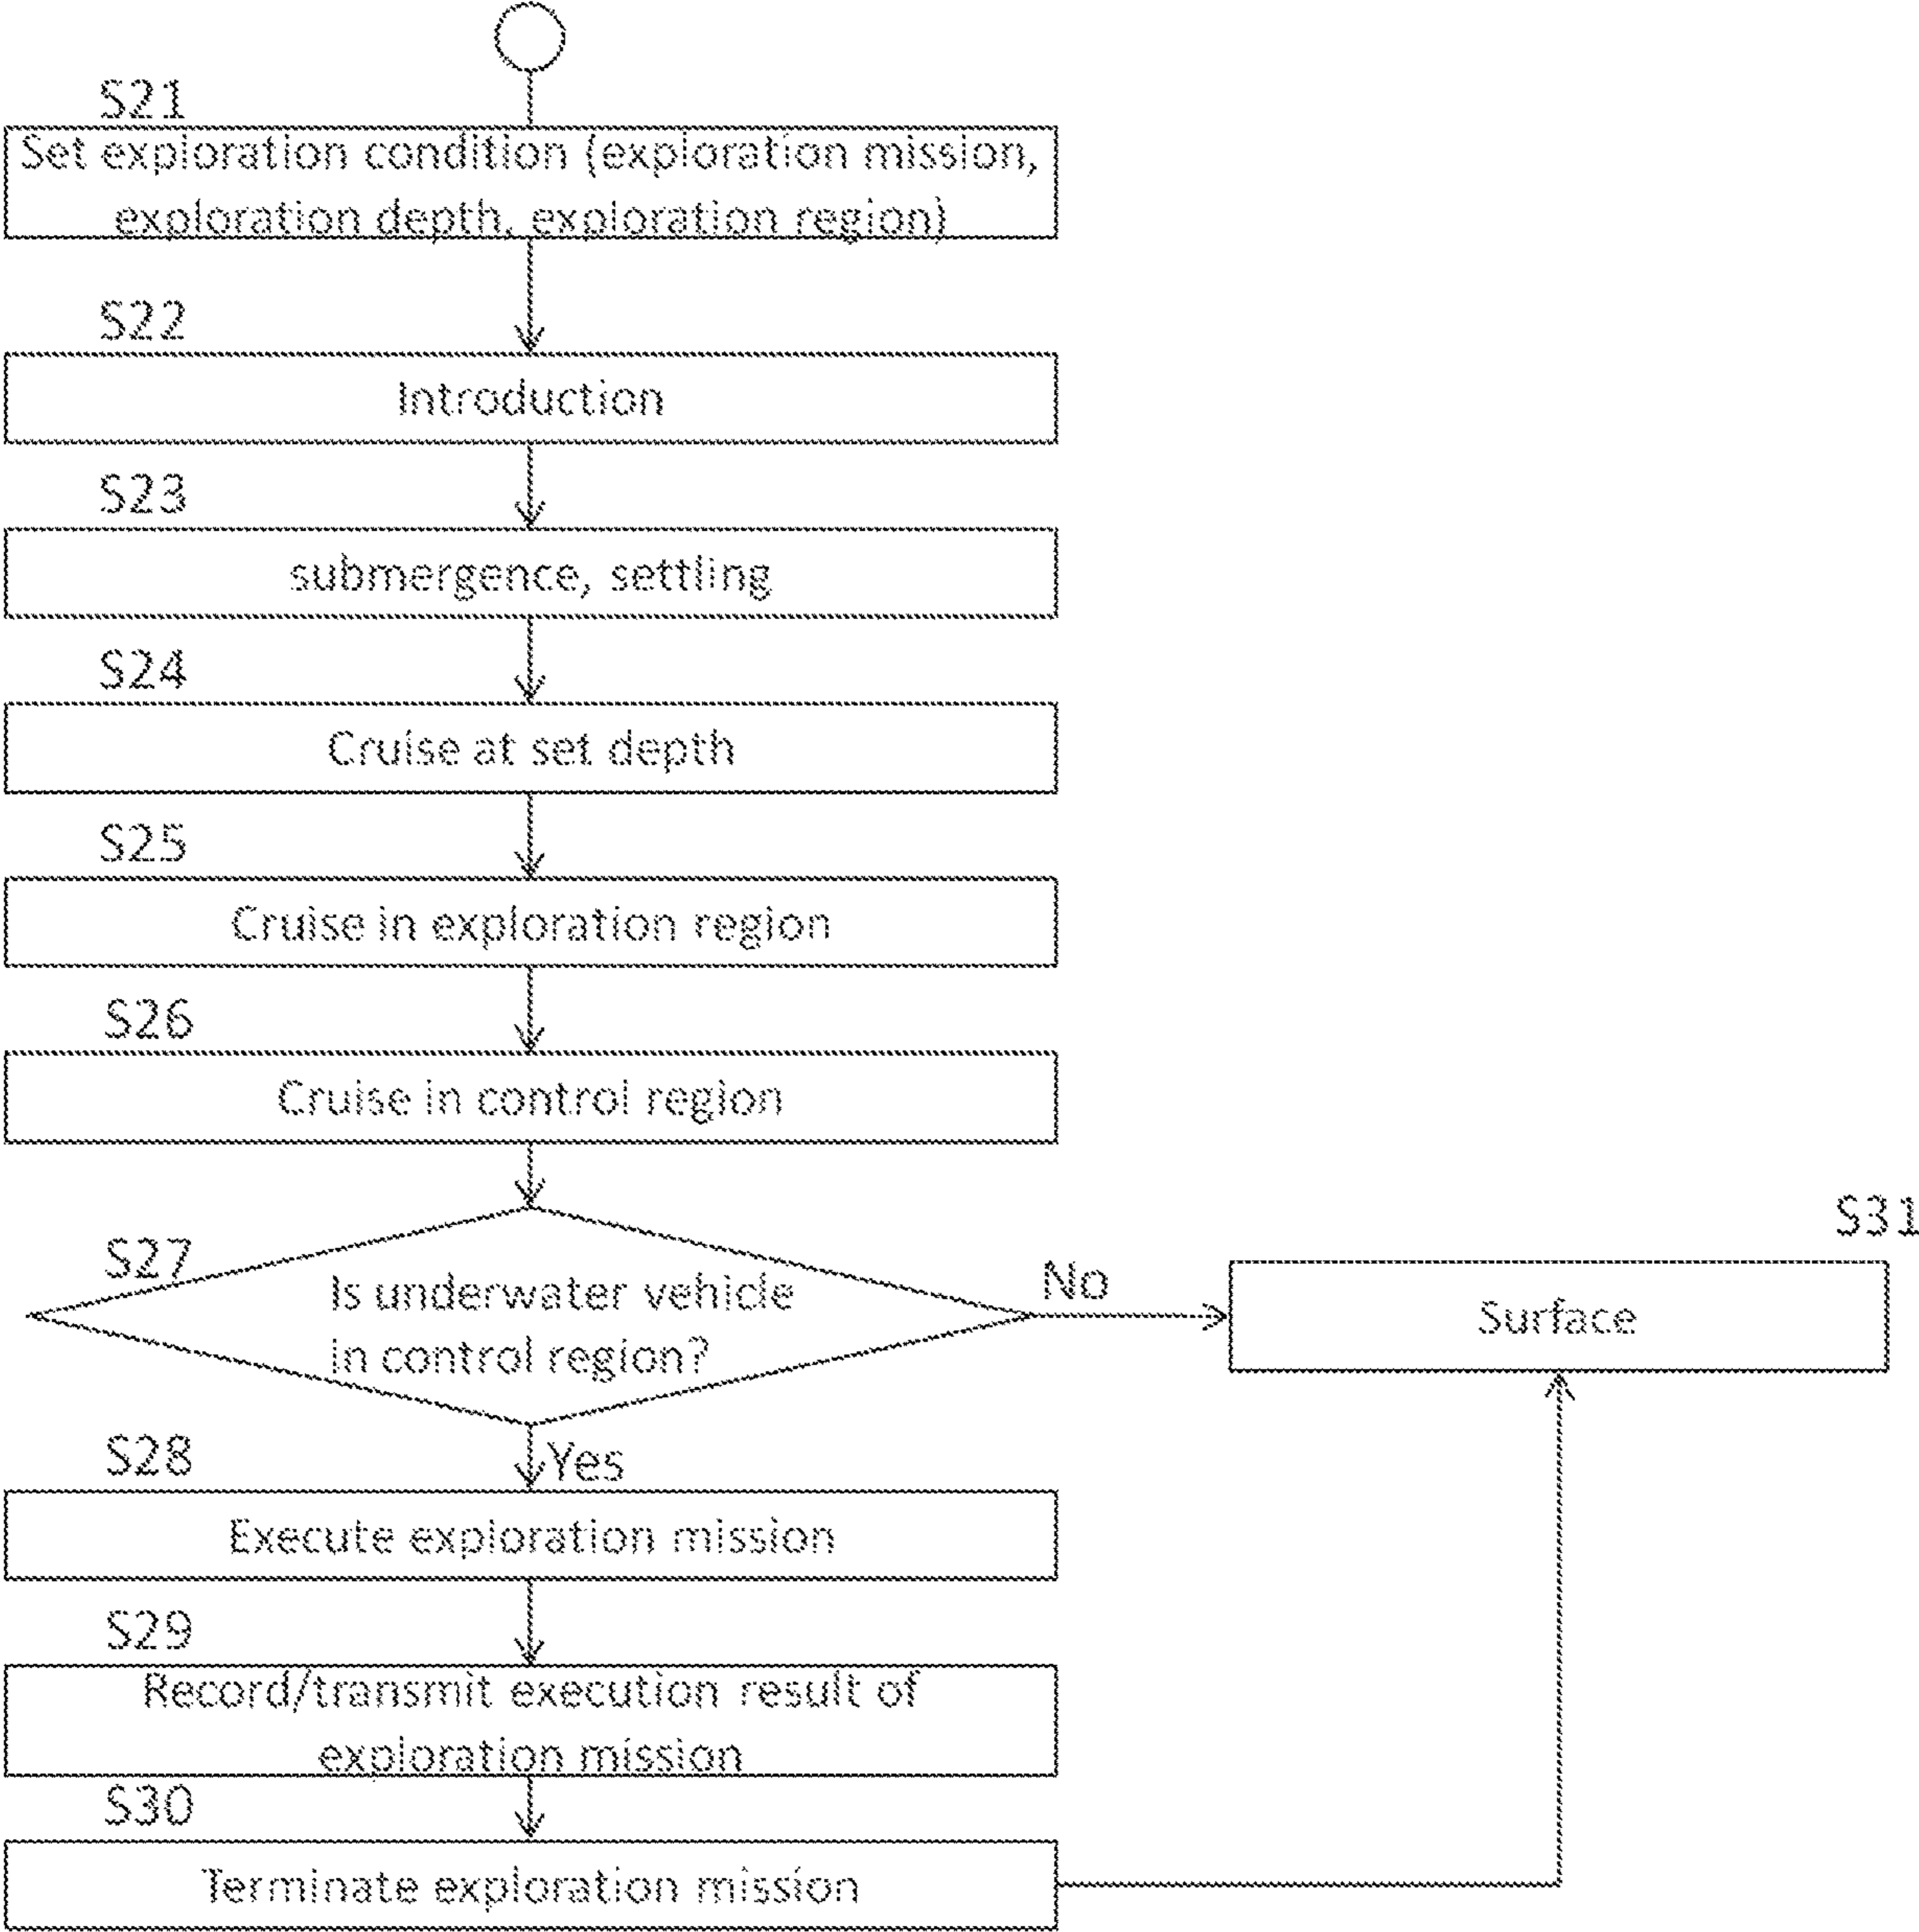 S21
Set exploration condition (exploration mission,
exploration depth, exploration region)
S22
Introduction
S23
submergence, settling
S24
Cruise at set depth
S25
Cruise in exploration region
S26
Cruise in control region
S27
Is underwater vehicle
in control region?
No
S31
Surface
Yes
S28
Execute exploration mission
S29
Record/transmit execution result of
exploration mission
S30
Terminate exploration mission